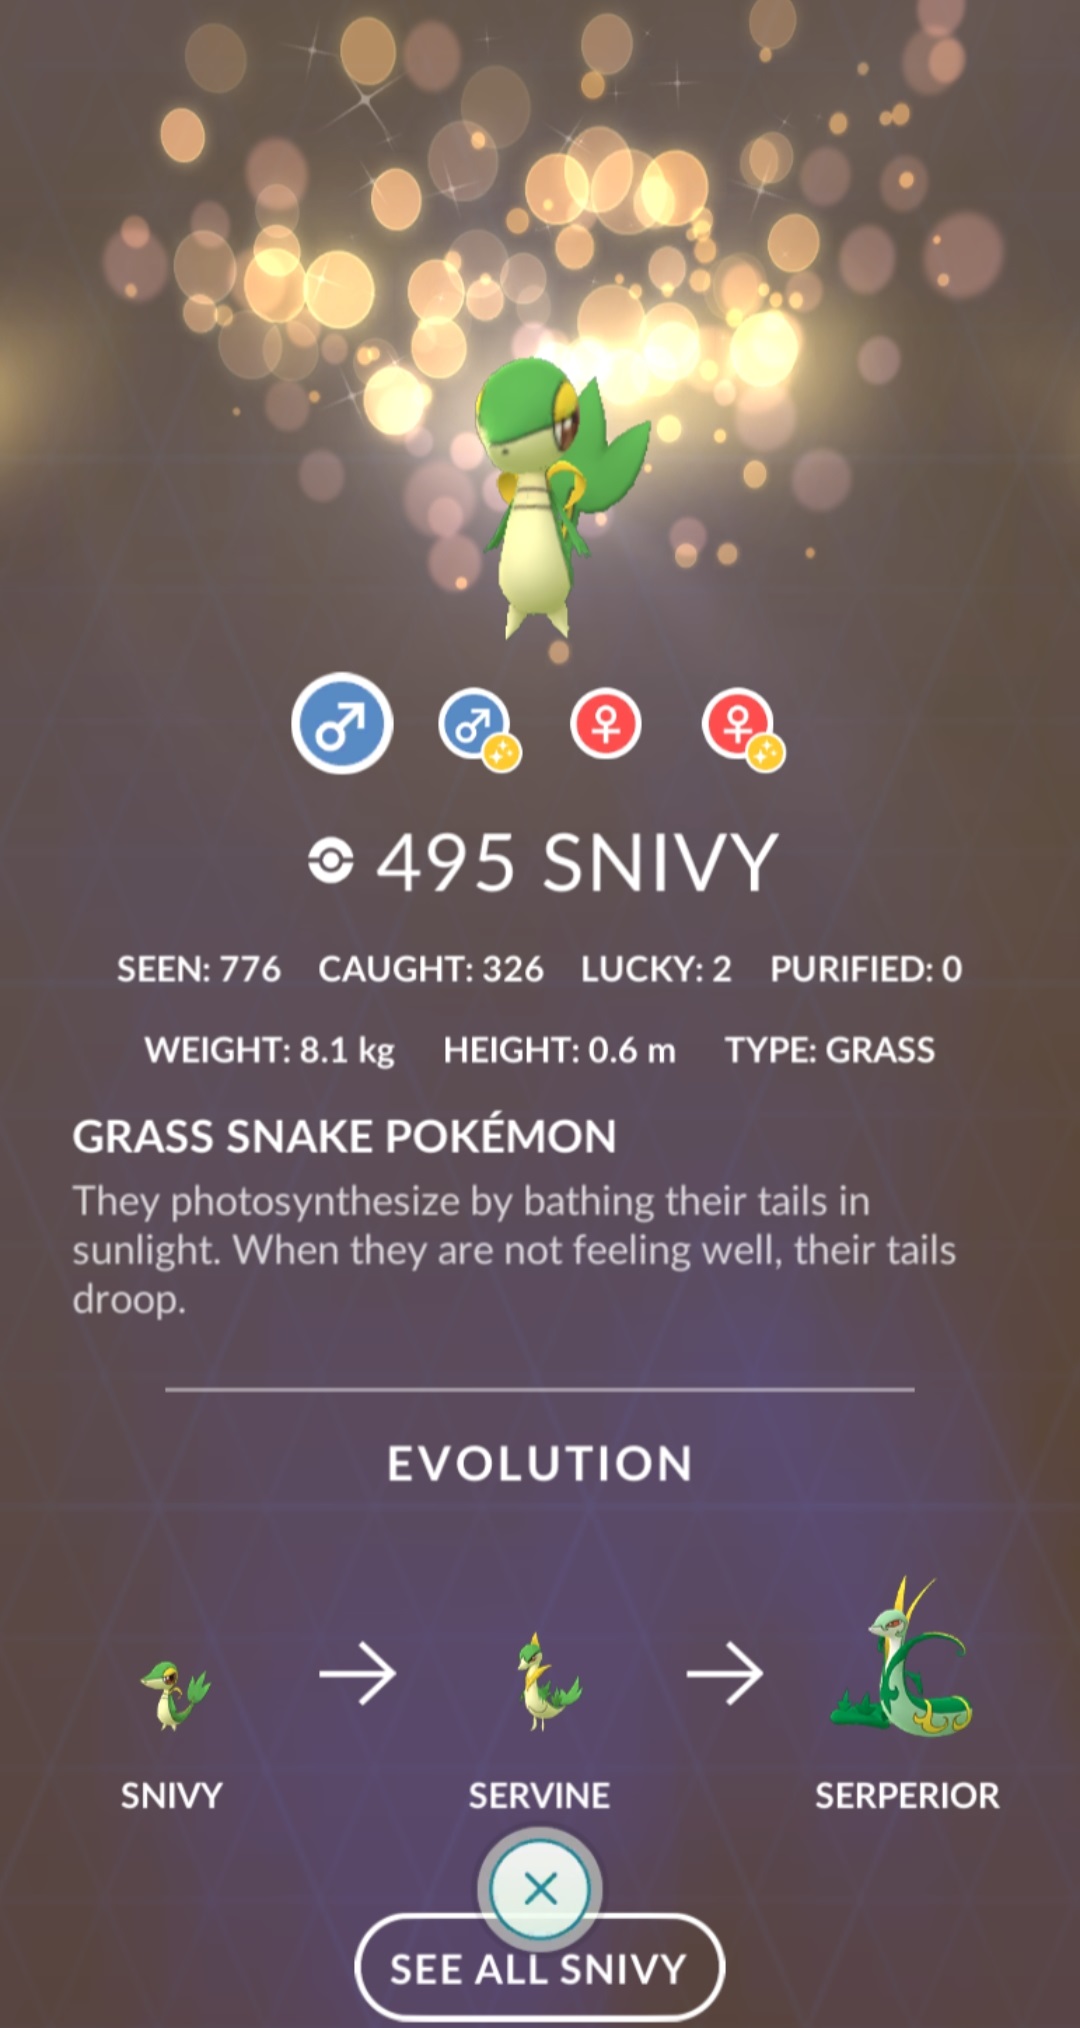 495 SNIVY
SEEN: 776 CAUGHT: 326 LUCKY: 2 PURIFIED: 0
WEIGHT: 8.1 kg HEIGHT: 0.6 m TYPE: GRASS
GRASS SNAKE POKÉMON
They photosynthesize by bathing their tails in
sunlight. When they are not feeling well, their tails
droop.
EVOLUTION
SNIVY SERVINE SERPERIOR
SEE ALL SNIVY